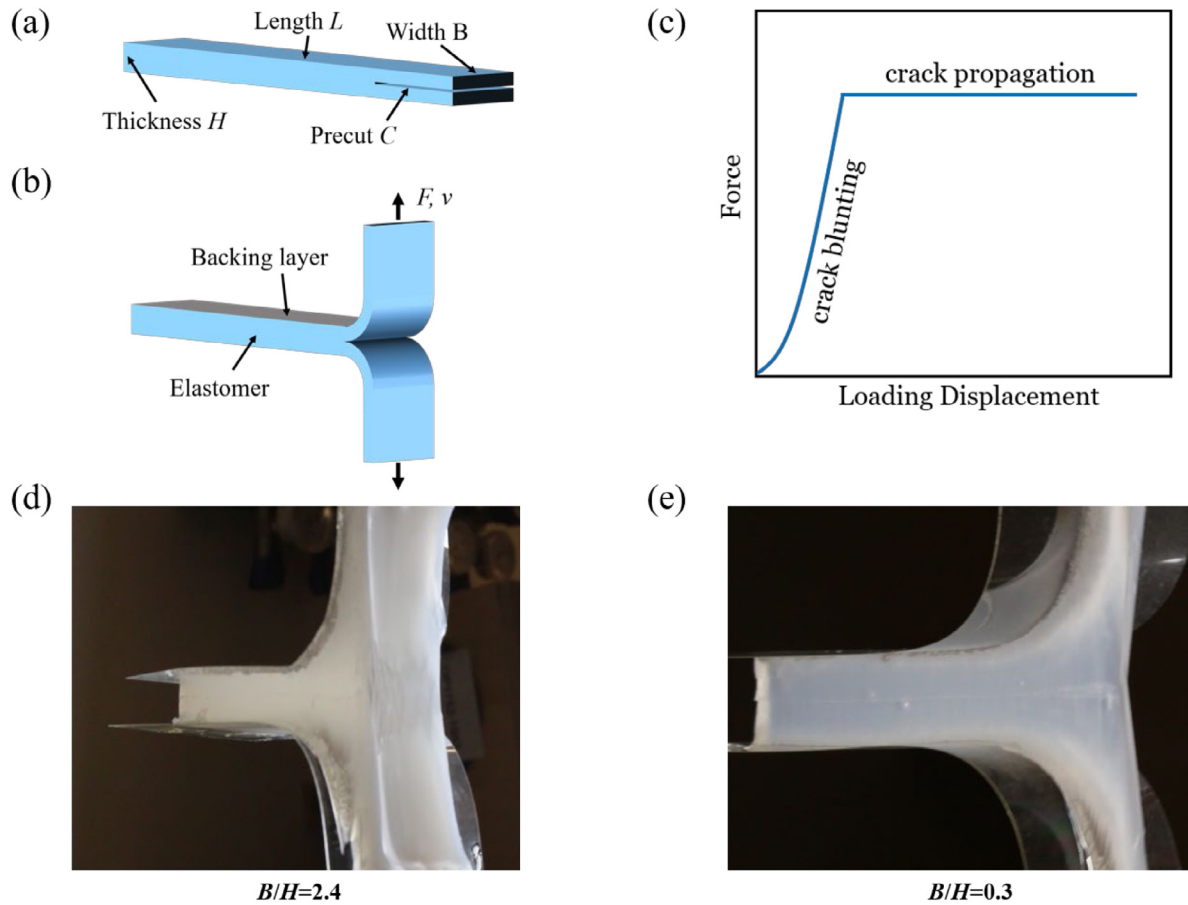 (a)
Length L
Width B
Thickness H
Precut C
(b)
F, v
Backing layer
Elastomer
(c)
crack propagation
crack blunting
Force
Loading Displacement
(d)
B/H=2.4
(e)
B/H=0.3